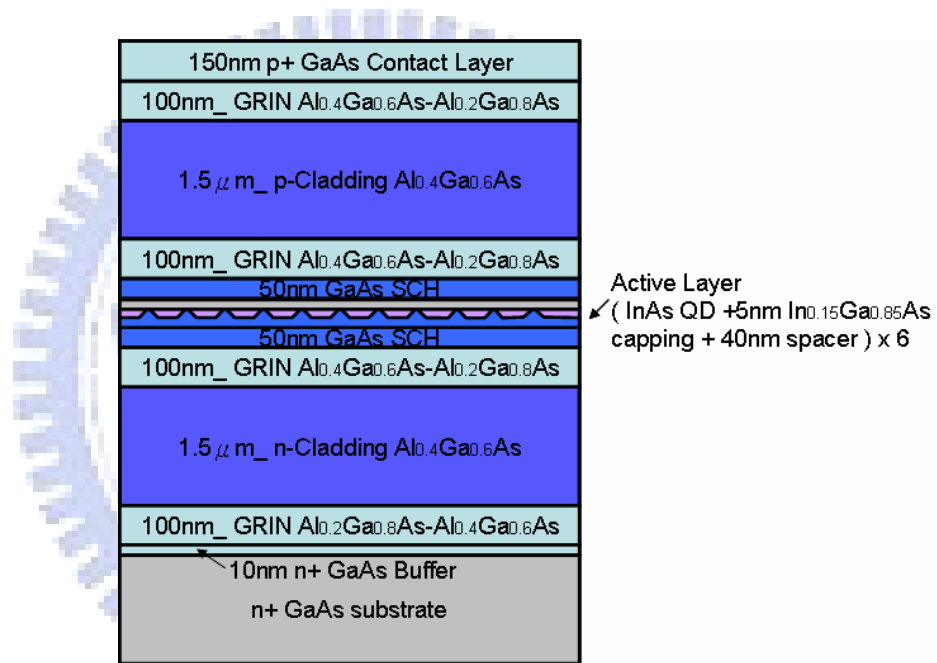 150nm p+ GaAs Contact Layer
100nm_ GRIN Al0.4Ga0.6As-Al0.2Ga0.8As
1.5μm_ p-Cladding Al0.4Ga0.6As
100nm_ GRIN Al0.4Ga0.6As-Al0.2Ga0.8As
50nm GaAs SCH
Active Layer
( InAs QD +5nm In0.15Ga0.85As
capping + 40nm spacer ) x 6
50nm GaAs SCH
100nm_ GRIN Al0.4Ga0.6As-Al0.2Ga0.8As
1.5μm_ n-Cladding Al0.4Ga0.6As
100nm_ GRIN Al0.2Ga0.8As-Al0.4Ga0.6As
10nm n+ GaAs Buffer
n+ GaAs substrate